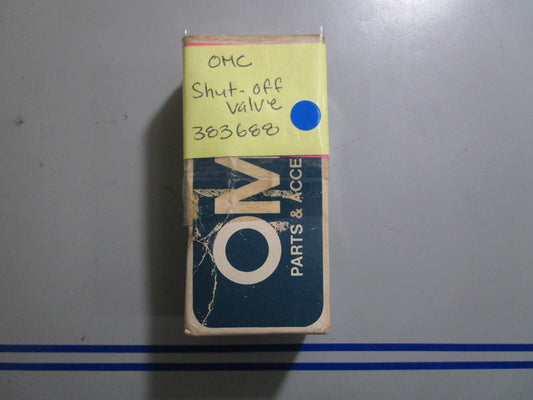 OMC
Shut-off
valve
383688
OM
PARTS & ACCE